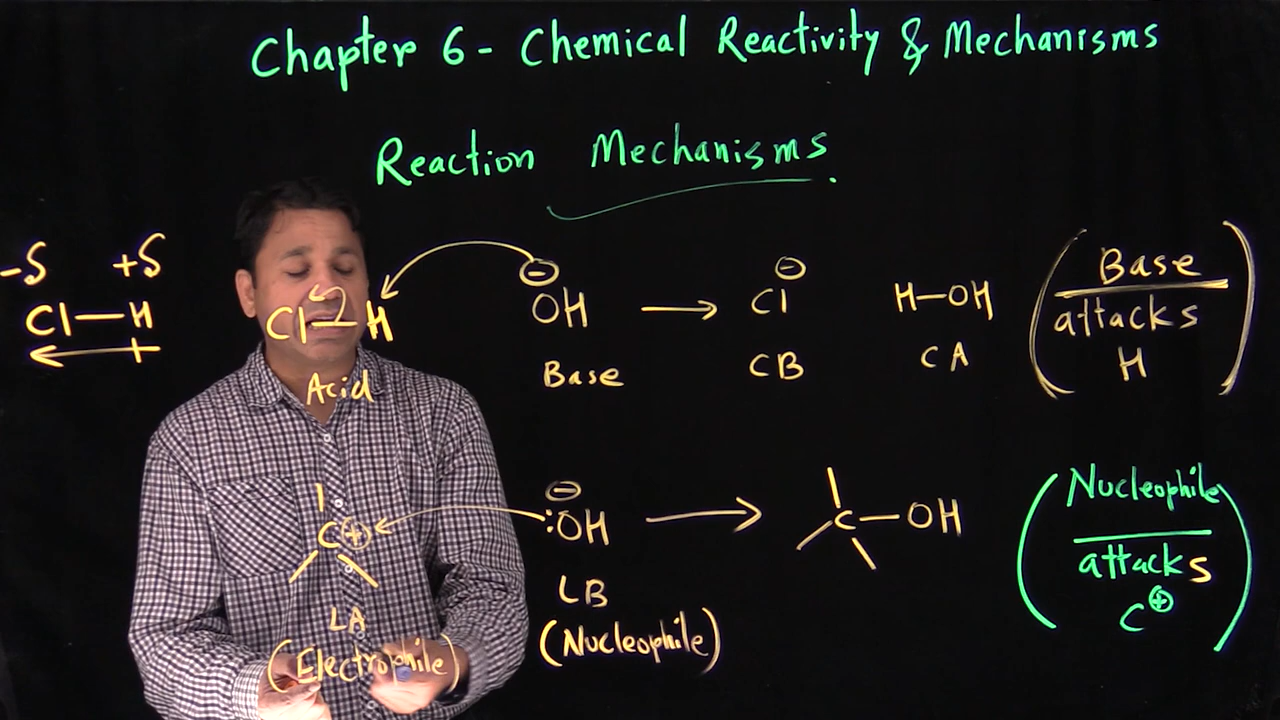 Chapter 6 - Chemical Reactivity & Mechanisms
Reaction Mechanisms.
-S +S
Cl—H
Cl—H
⊖
OH
→
⊖
Cl
H—OH
Acid
Base
CB
CA
(Base
attacks
H)
C⊕
⊖
:OH
→
C—OH
LA
(Electrophile)
LB
(Nucleophile)
(Nucleophile
attacks
C⊕)